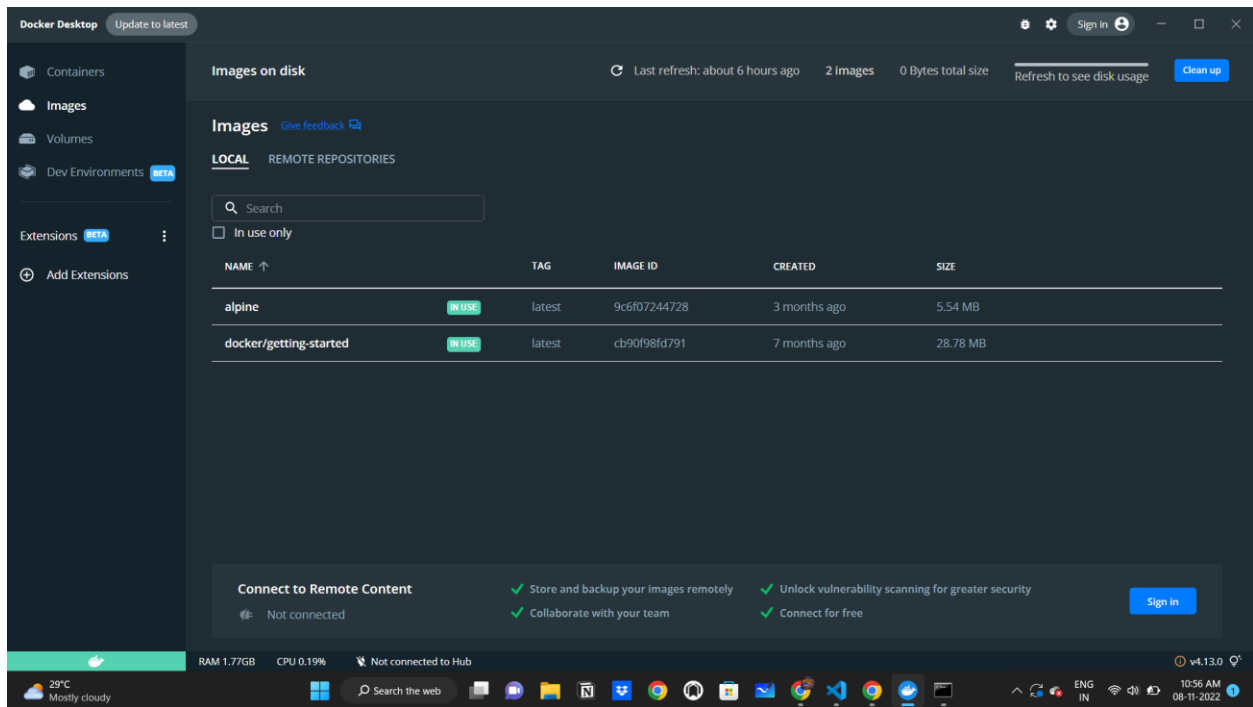 Docker Desktop Update to latest Sign in
Containers
Images
Volumes
Dev Environments BETA
Extensions BETA
Add Extensions
Images on disk Last refresh: about 6 hours ago 2 images 0 Bytes total size Refresh to see disk usage Clean up
Images Give feedback
LOCAL REMOTE REPOSITORIES
Search
In use only
NAME TAG IMAGE ID CREATED SIZE
alpine IN USE latest 9c6f07244728 3 months ago 5.54 MB
docker/getting-started IN USE latest cb90f98fd791 7 months ago 28.78 MB
Connect to Remote Content
Not connected
Store and backup your images remotely
Collaborate with your team
Unlock vulnerability scanning for greater security
Connect for free
Sign in
RAM 1.77GB CPU 0.19% Not connected to Hub v4.13.0
29°C
Mostly cloudy
Search the web
ENG
IN
10:56 AM
08-11-2022
1